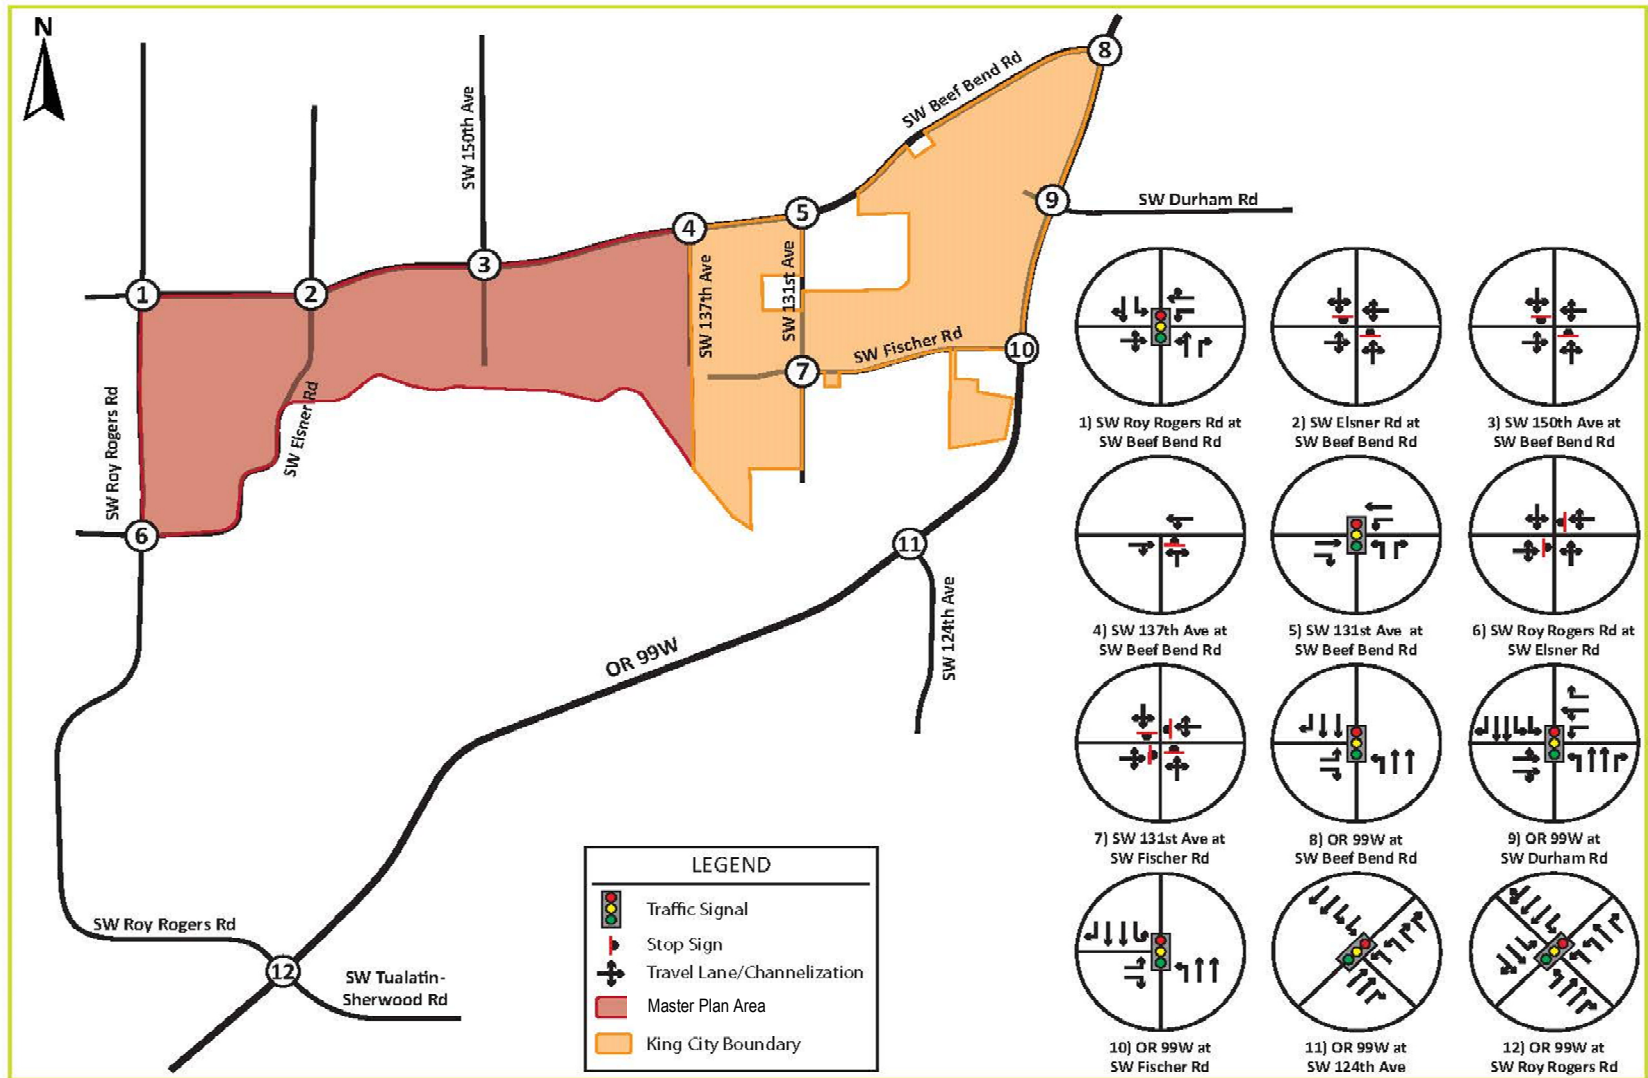 N
SW 150th Ave
SW Beef Bend Rd
8
9
SW Durham Rd
5
4
3
1
2
SW 137th Ave
SW 131st Ave
SW Fischer Rd
10
7
SW Roy Rogers Rd
SW Elsner Rd
6
11
SW 124th Ave
OR 99W
SW Roy Rogers Rd
12
SW Tualatin-
Sherwood Rd
LEGEND
Traffic Signal
Stop Sign
Travel Lane/Channelization
Master Plan Area
King City Boundary
1) SW Roy Rogers Rd at
SW Beef Bend Rd
2) SW Elsner Rd at
SW Beef Bend Rd
3) SW 150th Ave at
SW Beef Bend Rd
4) SW 137th Ave at
SW Beef Bend Rd
5) SW 131st Ave at
SW Beef Bend Rd
6) SW Roy Rogers Rd at
SW Elsner Rd
7) SW 131st Ave at
SW Fischer Rd
8) OR 99W at
SW Beef Bend Rd
9) OR 99W at
SW Durham Rd
10) OR 99W at
SW Fischer Rd
11) OR 99W at
SW 124th Ave
12) OR 99W at
SW Roy Rogers Rd